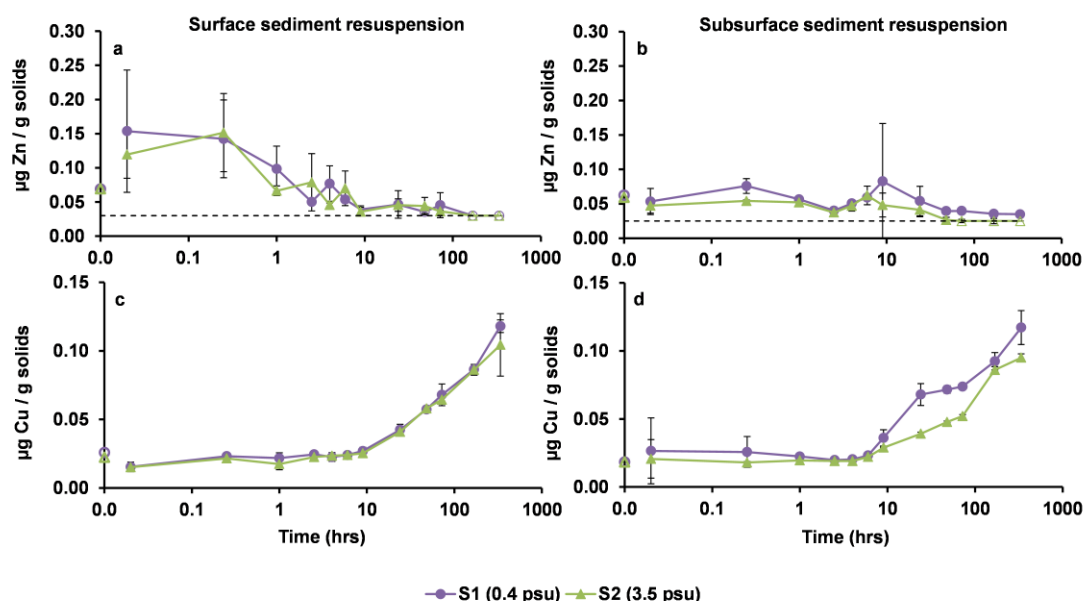 Surface sediment resuspension
Subsurface sediment resuspension
a
b
µg Zn / g solids
0.30
0.25
0.20
0.15
0.10
0.05
0.00
0.0 0.1 1 10 100 1000
µg Zn / g solids
0.30
0.25
0.20
0.15
0.10
0.05
0.00
0.0 0.1 1 10 100 1000
c
d
µg Cu / g solids
0.15
0.10
0.05
0.00
0.0 0.1 1 10 100 1000
Time (hrs)
µg Cu / g solids
0.15
0.10
0.05
0.00
0.0 0.1 1 10 100 1000
Time (hrs)
S1 (0.4 psu) S2 (3.5 psu)